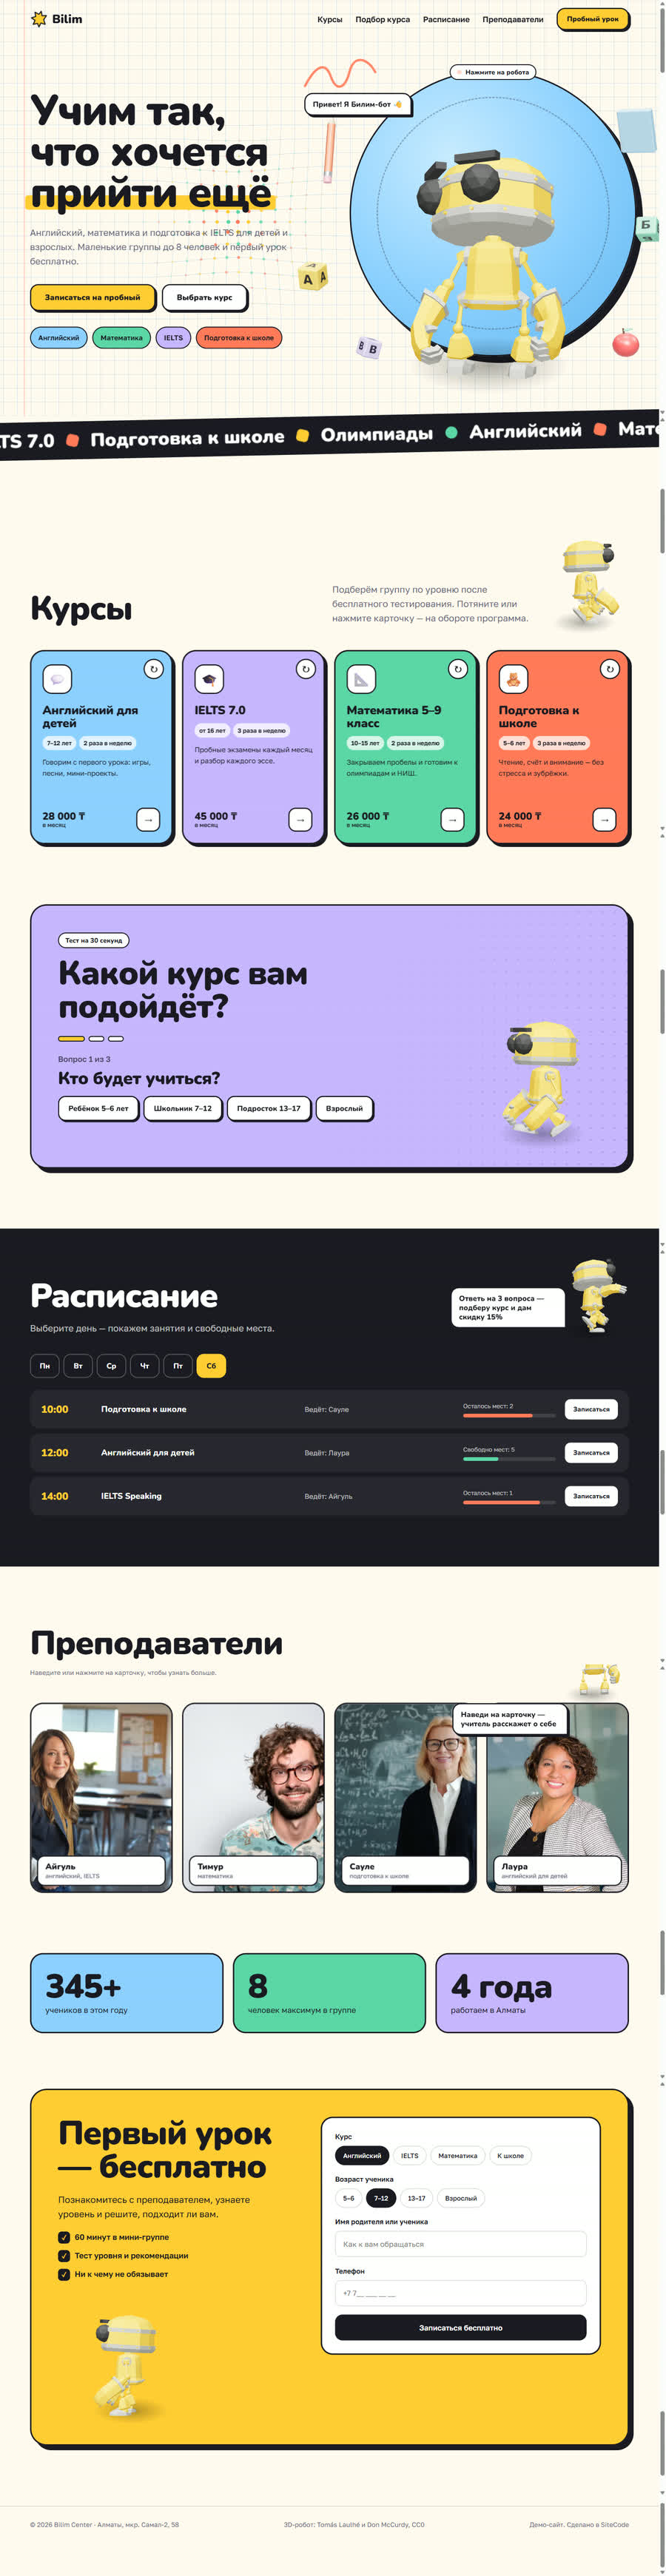 Bilim
Курсы Подбор курса Расписание Преподаватели Пробный урок
Нажмите на робота
Привет! Я Билим-бот 👋
Учим так,
что хочется
прийти ещё
Английский, математика и подготовка к IELTS для детей и
взрослых. Маленькие группы до 8 человек и первый урок
бесплатно.
Записаться на пробный Выбрать курс
Английский Математика IELTS Подготовка к школе
A A
B B
Б
LTS 7.0 Подготовка к школе Олимпиады Английский Мате
Курсы
Подберём группу по уровню после
бесплатного тестирования. Потяните или
нажмите карточку — на обороте программа.
Английский для
детей
7–12 лет 2 раза в неделю
Говорим с первого урока: игры,
песни, мини-проекты.
28 000 ₸
в месяц
→
IELTS 7.0
от 16 лет 3 раза в неделю
Пробные экзамены каждый месяц
и разбор каждого эссе.
45 000 ₸
в месяц
→
Математика 5–9
класс
10–15 лет 2 раза в неделю
Закрываем пробелы и готовим к
олимпиадам и НИШ.
26 000 ₸
в месяц
→
Подготовка к
школе
5–6 лет 3 раза в неделю
Чтение, счёт и внимание — без
стресса и зубрёжки.
24 000 ₸
в месяц
→
Тест на 30 секунд
Какой курс вам
подойдёт?
Вопрос 1 из 3
Кто будет учиться?
Ребёнок 5–6 лет Школьник 7–12 Подросток 13–17 Взрослый
Расписание
Выберите день — покажем занятия и свободные места.
Ответь на 3 вопроса —
подберу курс и дам
скидку 15%
Пн Вт Ср Чт Пт Сб
10:00 Подготовка к школе Ведёт: Сауле Осталось мест: 2 Записаться
12:00 Английский для детей Ведёт: Лаура Свободно мест: 5 Записаться
14:00 IELTS Speaking Ведёт: Айгуль Осталось мест: 1 Записаться
Преподаватели
Наведите или нажмите на карточку, чтобы узнать больше.
Наведи на карточку —
учитель расскажет о себе
Айгуль
английский, IELTS
Тимур
математика
Сауле
подготовка к школе
Лаура
английский для детей
345+
учеников в этом году
8
человек максимум в группе
4 года
работаем в Алматы
Первый урок
— бесплатно
Познакомитесь с преподавателем, узнаете
уровень и решите, подходит ли вам.
✓ 60 минут в мини-группе
✓ Тест уровня и рекомендации
✓ Ни к чему не обязывает
Курс
Английский IELTS Математика К школе
Возраст ученика
5–6 7–12 13–17 Взрослый
Имя родителя или ученика
Как к вам обращаться
Телефон
+7 7__ ___ __ __
Записаться бесплатно
© 2026 Bilim Center · Алматы, мкр. Самал-2, 58
3D-робот: Tomás Laulhé и Don McCurdy, CC0
Демо-сайт. Сделано в SiteCode